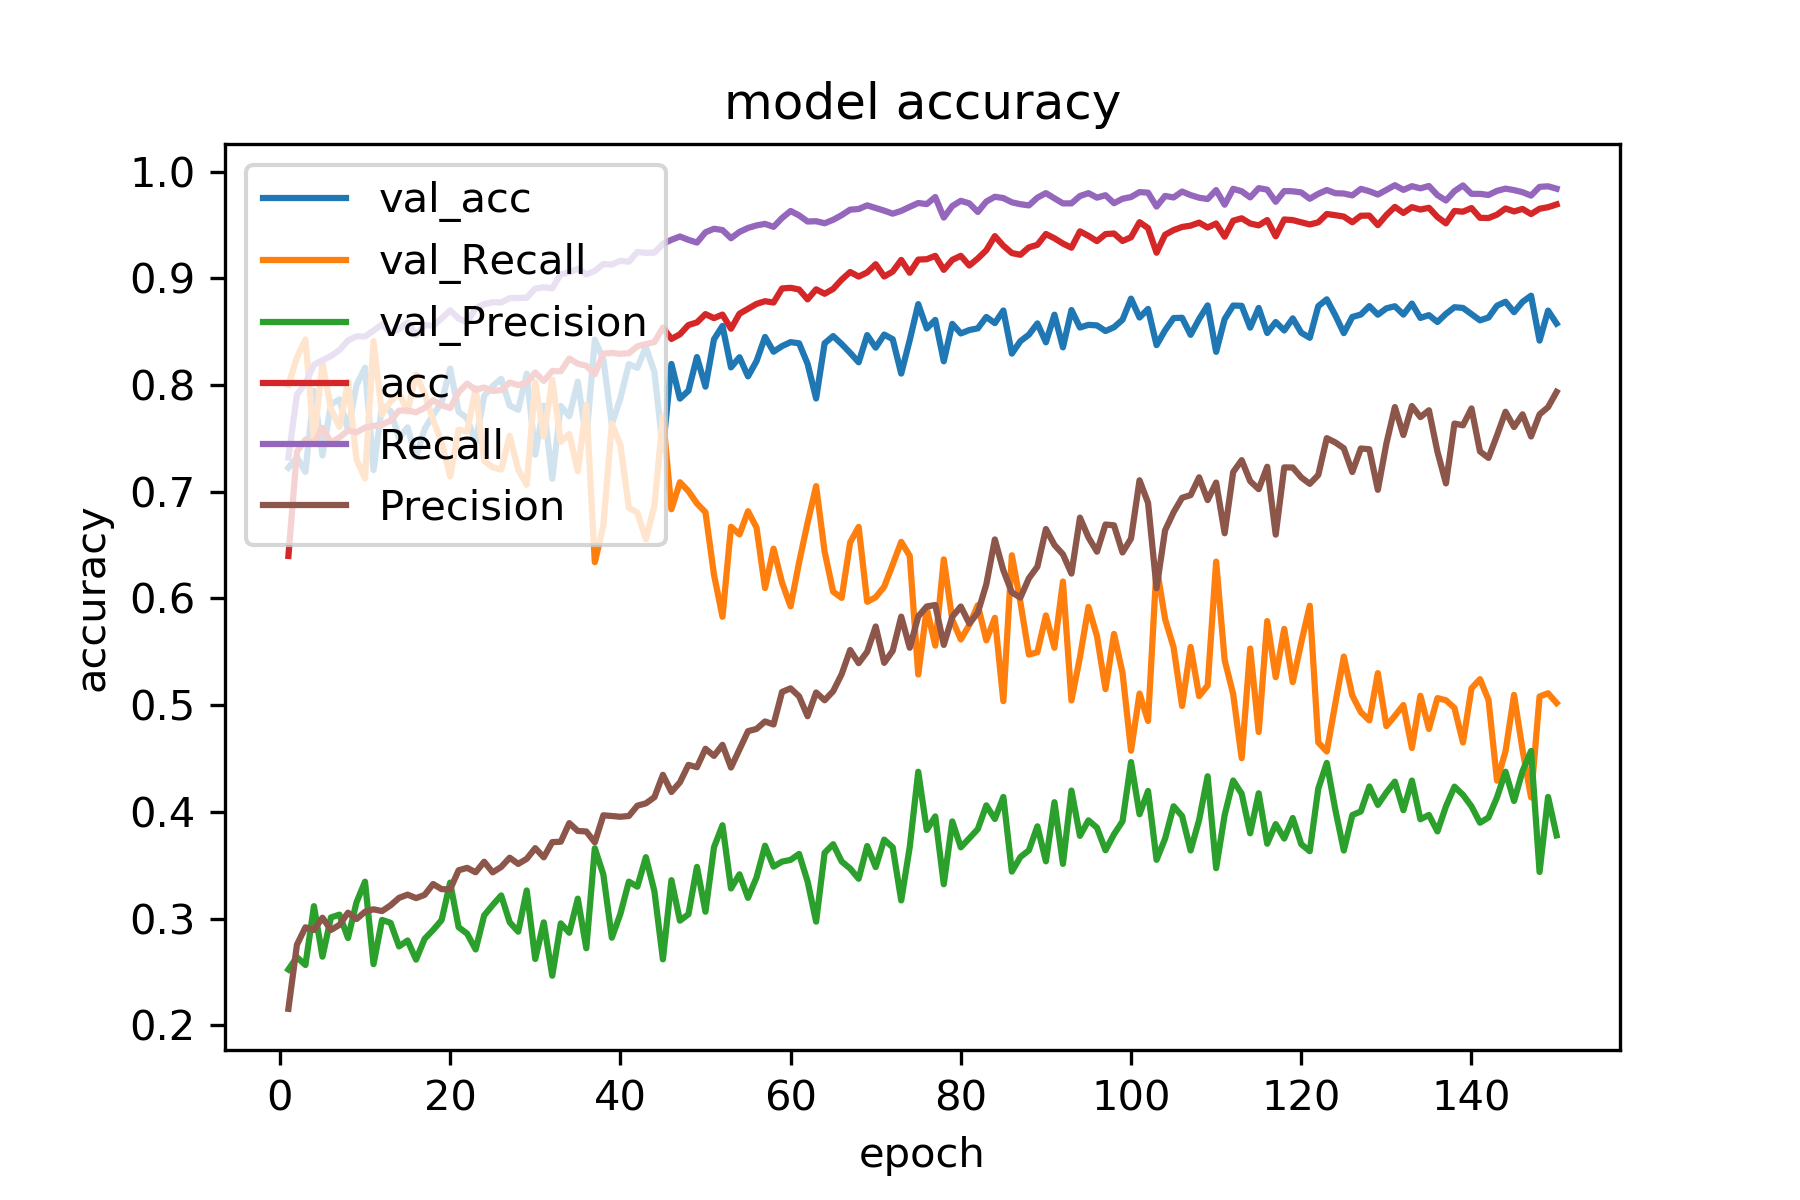 model accuracy
1.0
0.9
0.8
0.7
0.6
0.5
0.4
0.3
0.2
accuracy
val_acc
val_Recall
val_Precision
acc
Recall
Precision
0 20 40 60 80 100 120 140
epoch